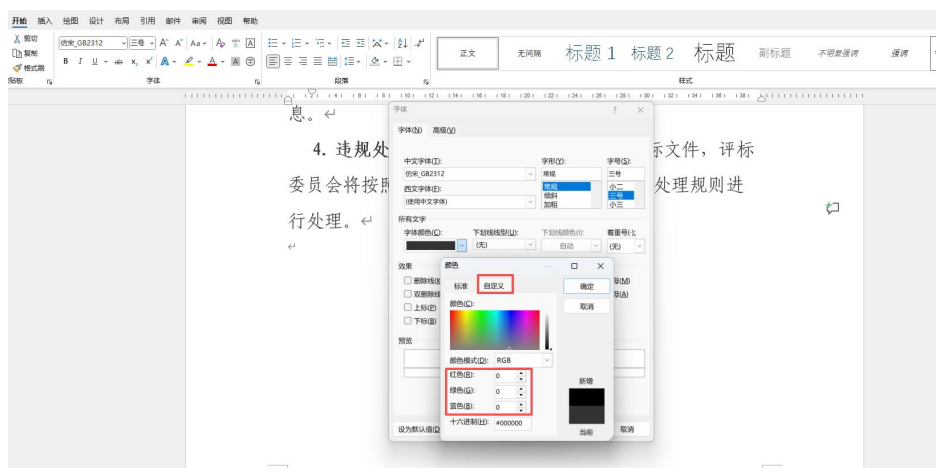 开始 插入 绘图 设计 布局 引用 邮件 审阅 视图 帮助
剪切
复制
格式刷
仿宋_GB2312 三号 A^ A˅ Aa A
B I U ab x₂ x² A A A
贴板 字体 段落 样式
正文 无间隔 标题 1 标题 2 标题 副标题 不明显强调 强调
息。
4. 违规处 标文件，评标
委员会将按照 处理规则进
行处理。
字体 ? ×
字体(N) 高级(V)
中文字体(T): 字形(Y): 字号(S):
仿宋_GB2312 常规 三号
西文字体(F): 常规 小二
(使用中文字体) 倾斜 三号
加粗 小三
所有文字
字体颜色(C): 下划线线型(U): 下划线颜色(I): 着重号(·):
(无) 自动 (无)
效果
删除线(K
双删除线
上标(P)
下标(B)
母(M)
母(A)
预览
设为默认值(D 取消
颜色
标准 自定义 确定
颜色(C): 取消
颜色模式(D): RGB
红色(R): 0
绿色(G): 0
蓝色(B): 0
十六进制(H): #000000
新增
当前